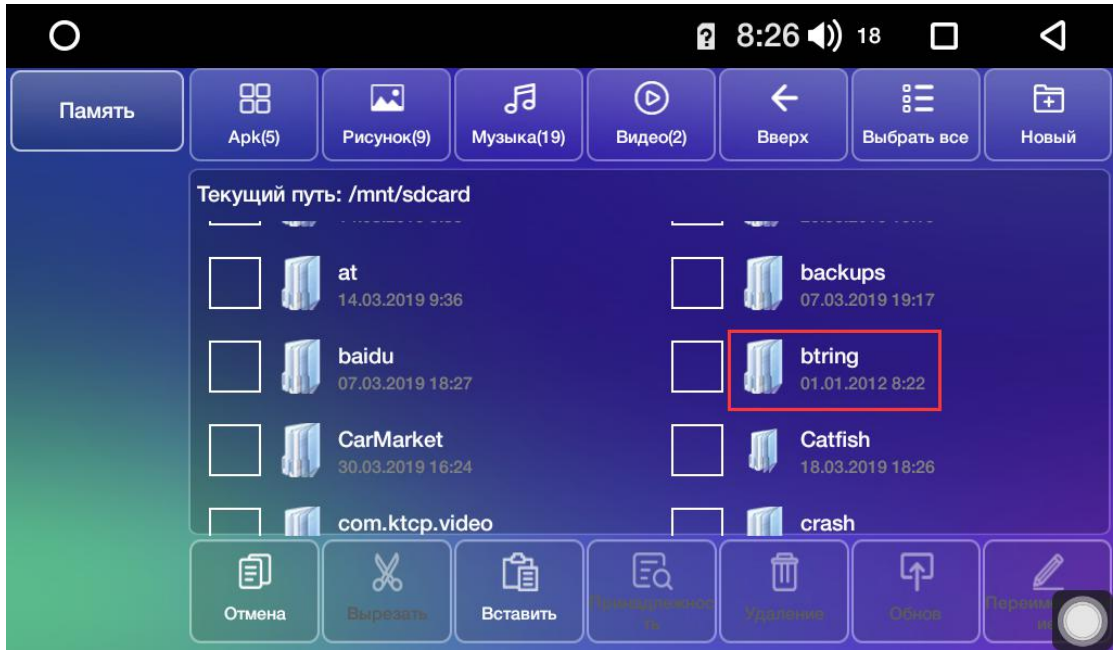 8:26 18
Память
Apk(5)
Рисунок(9)
Музыка(19)
Видео(2)
Вверх
Выбрать все
Новый
Текущий путь: /mnt/sdcard
at
14.03.2019 9:36
backups
07.03.2019 19:17
baidu
07.03.2019 18:27
btring
01.01.2012 8:22
CarMarket
30.03.2019 16:24
Catfish
18.03.2019 18:26
com.ktcp.video
crash
Отмена
Вырезать
Вставить
Принадлежнос
ть
Удаление
Обнов